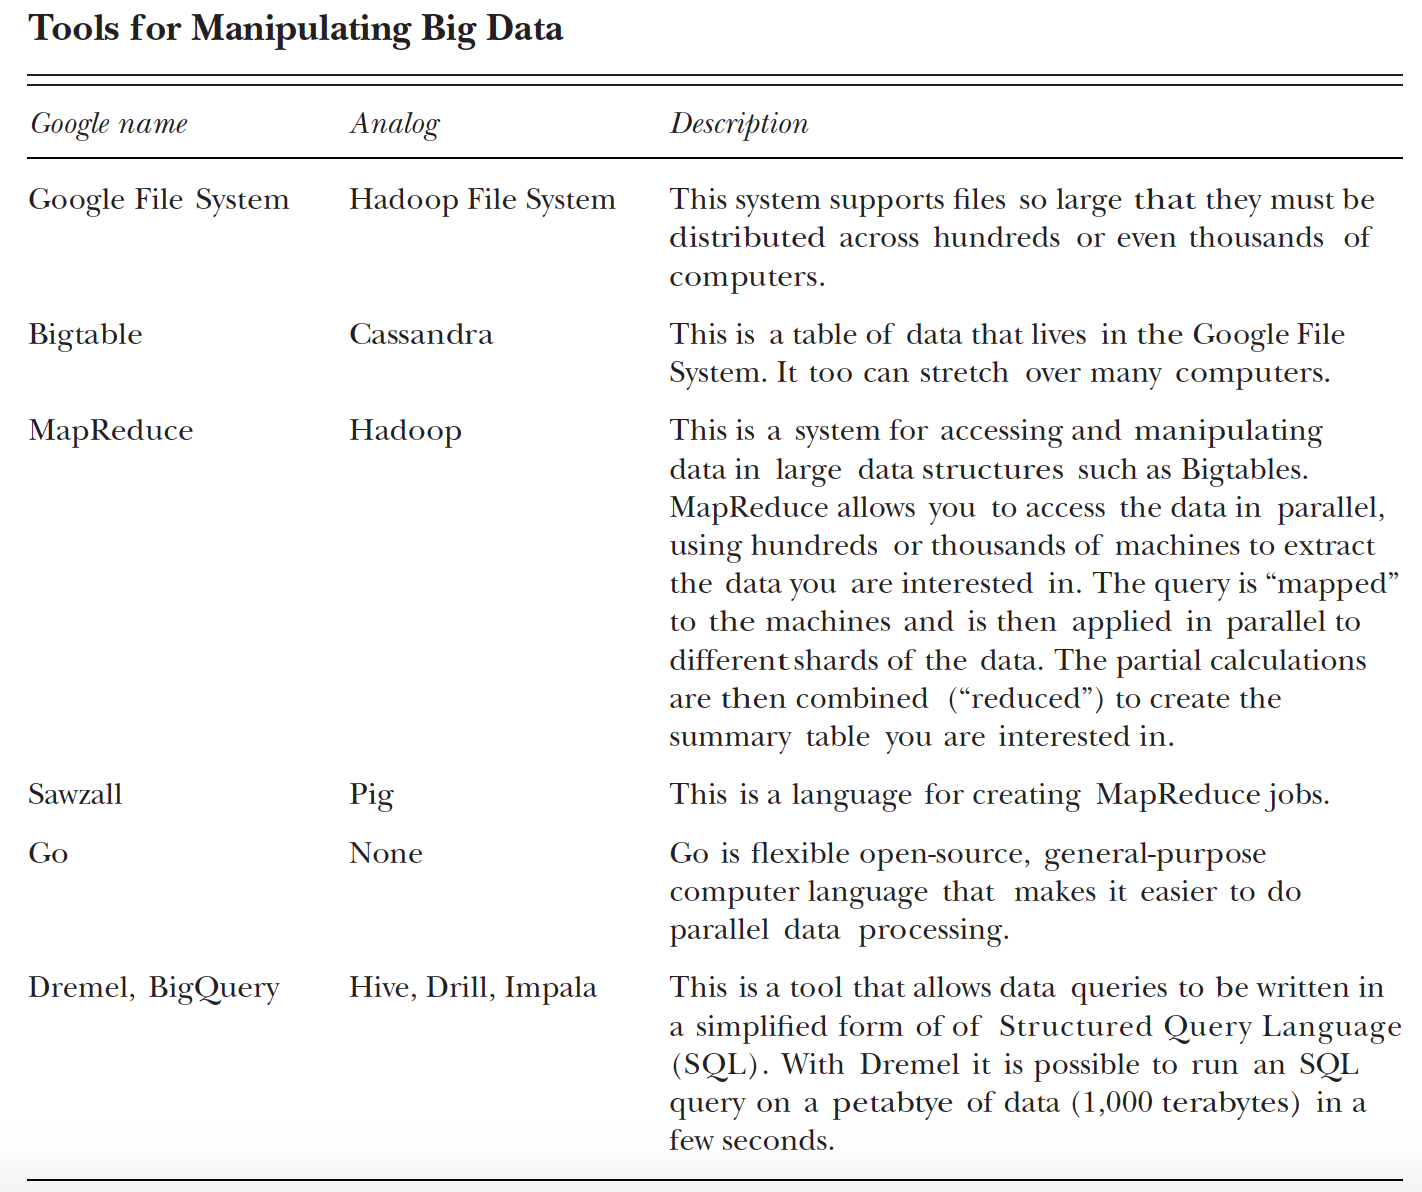 Tools for Manipulating Big Data
Google name Analog Description
Google File System Hadoop File System This system supports files so large that they must be
distributed across hundreds or even thousands of
computers.
Bigtable Cassandra This is a table of data that lives in the Google File
System. It too can stretch over many computers.
MapReduce Hadoop This is a system for accessing and manipulating
data in large data structures such as Bigtables.
MapReduce allows you to access the data in parallel,
using hundreds or thousands of machines to extract
the data you are interested in. The query is “mapped”
to the machines and is then applied in parallel to
different shards of the data. The partial calculations
are then combined (“reduced”) to create the
summary table you are interested in.
Sawzall Pig This is a language for creating MapReduce jobs.
Go None Go is flexible open-source, general-purpose
computer language that makes it easier to do
parallel data processing.
Dremel, BigQuery Hive, Drill, Impala This is a tool that allows data queries to be written in
a simplified form of of Structured Query Language
(SQL). With Dremel it is possible to run an SQL
query on a petabtye of data (1,000 terabytes) in a
few seconds.